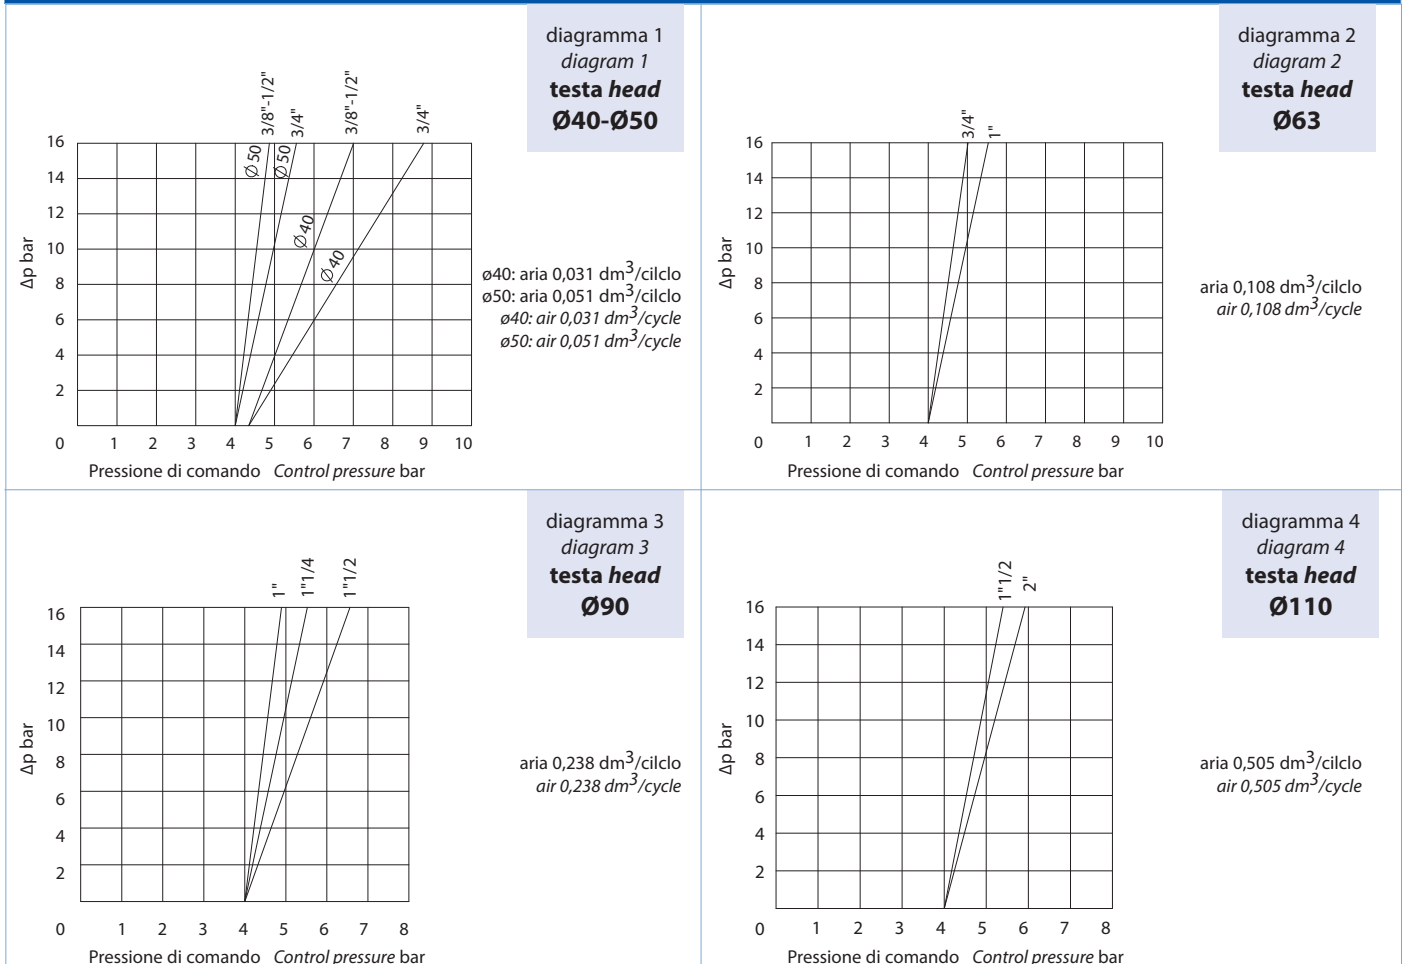 diagramma 1
diagram 1
testa head
Ø40-Ø50
3/8"-1/2"
3/4"
3/8"-1/2"
3/4"
Ø 50
Ø 50
Ø 40
Ø 40
16
14
12
10
8
6
4
2
0 1 2 3 4 5 6 7 8 9 10
Δp bar
Pressione di comando Control pressure bar
ø40: aria 0,031 dm³/cilclo
ø50: aria 0,051 dm³/cilclo
ø40: air 0,031 dm³/cycle
ø50: air 0,051 dm³/cycle
diagramma 2
diagram 2
testa head
Ø63
3/4"
1"
16
14
12
10
8
6
4
2
0 1 2 3 4 5 6 7 8 9 10
Δp bar
Pressione di comando Control pressure bar
aria 0,108 dm³/cilclo
air 0,108 dm³/cycle
diagramma 3
diagram 3
testa head
Ø90
1"
1"1/4
1"1/2
16
14
12
10
8
6
4
2
0 1 2 3 4 5 6 7 8
Δp bar
Pressione di comando Control pressure bar
aria 0,238 dm³/cilclo
air 0,238 dm³/cycle
diagramma 4
diagram 4
testa head
Ø110
1"1/2
2"
16
14
12
10
8
6
4
2
0 1 2 3 4 5 6 7 8
Δp bar
Pressione di comando Control pressure bar
aria 0,505 dm³/cilclo
air 0,505 dm³/cycle